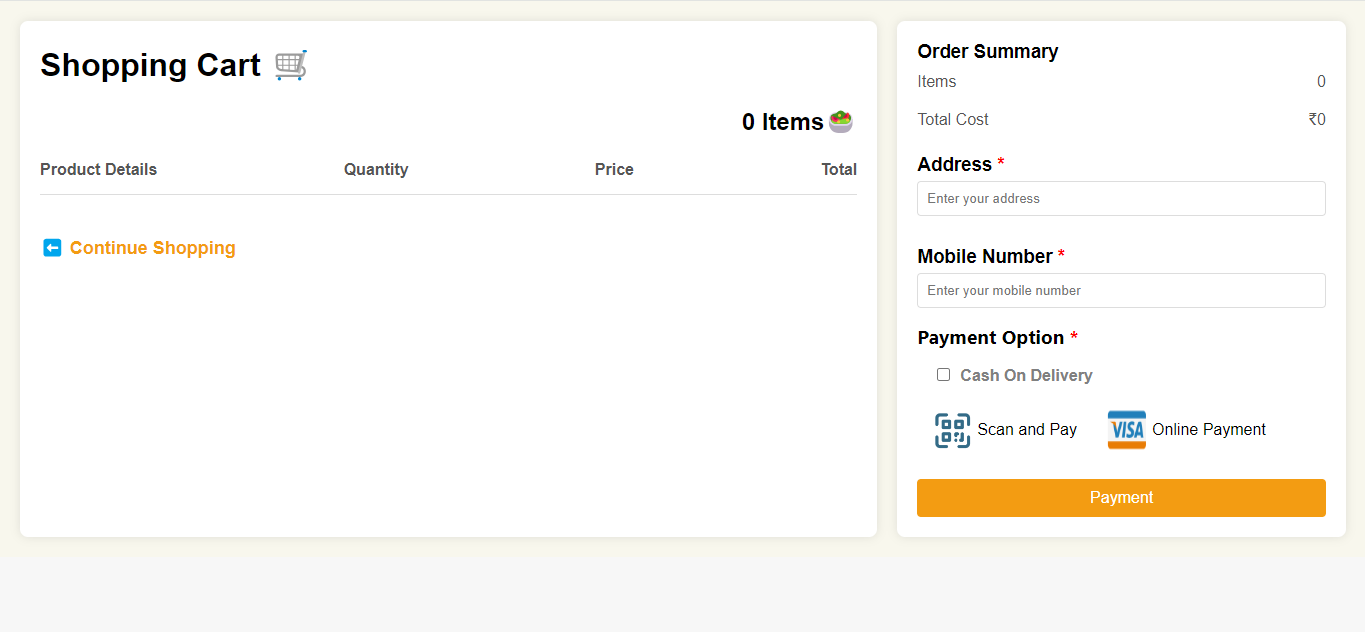 Shopping Cart
0 Items
Product Details Quantity Price Total
Continue Shopping
Order Summary
Items 0
Total Cost ₹0
Address *
Enter your address
Mobile Number *
Enter your mobile number
Payment Option *
Cash On Delivery
Scan and Pay VISA Online Payment
Payment